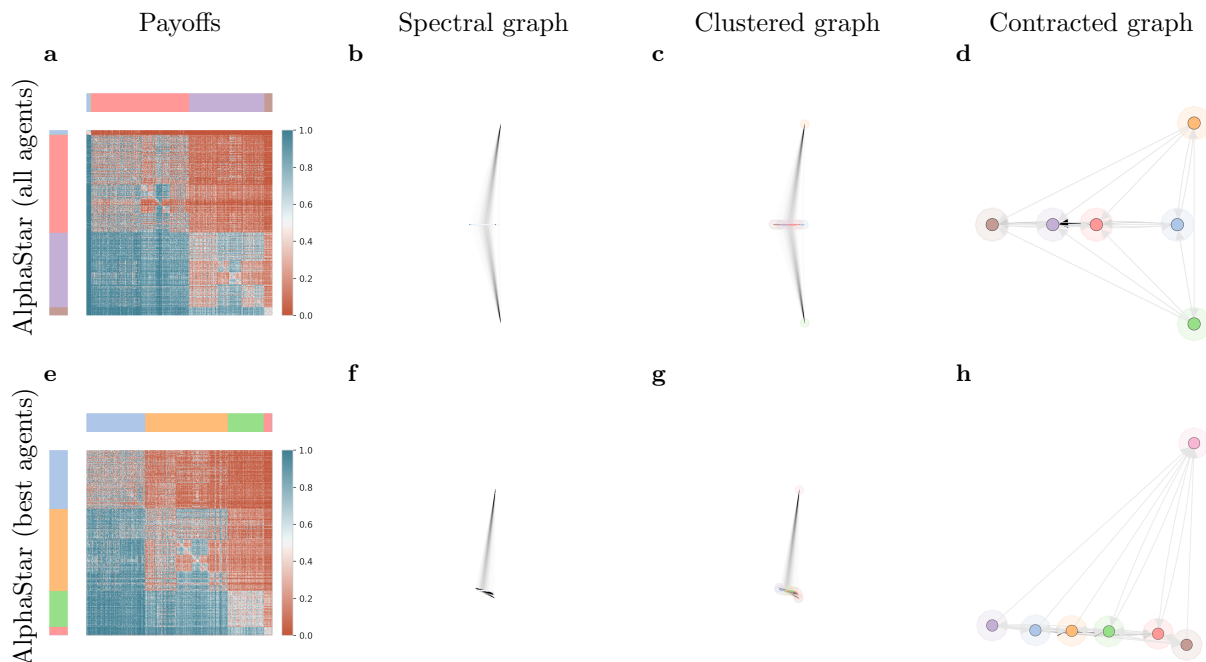 Payoffs
Spectral graph
Clustered graph
Contracted graph
a
b
c
d
AlphaStar (all agents)
1.0
0.8
0.6
0.4
0.2
0.0
e
f
g
h
AlphaStar (best agents)
1.0
0.8
0.6
0.4
0.2
0.0